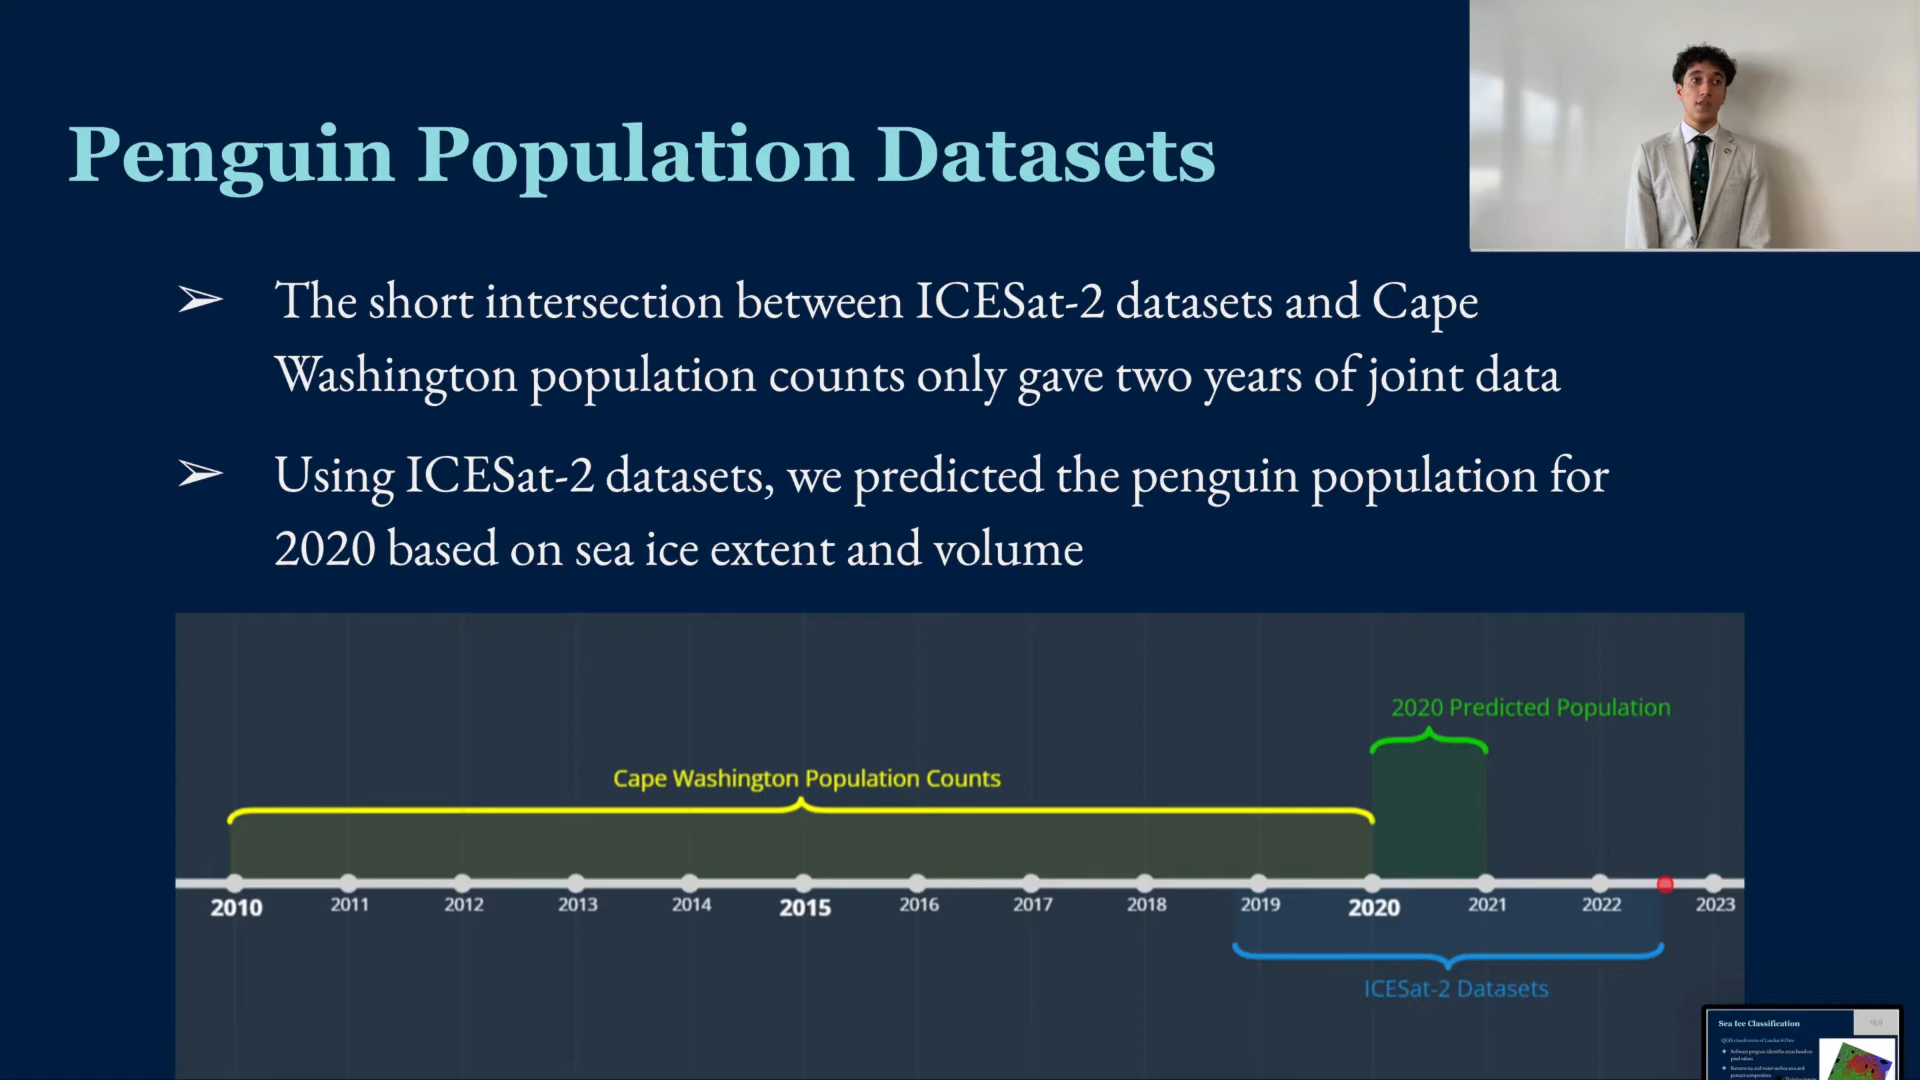 Penguin Population Datasets
➢ The short intersection between ICESat-2 datasets and Cape
Washington population counts only gave two years of joint data
➢ Using ICESat-2 datasets, we predicted the penguin population for
2020 based on sea ice extent and volume
2020 Predicted Population
Cape Washington Population Counts
2010 2011 2012 2013 2014 2015 2016 2017 2018 2019 2020 2021 2022 2023
ICESat-2 Datasets
Sea Ice Classification